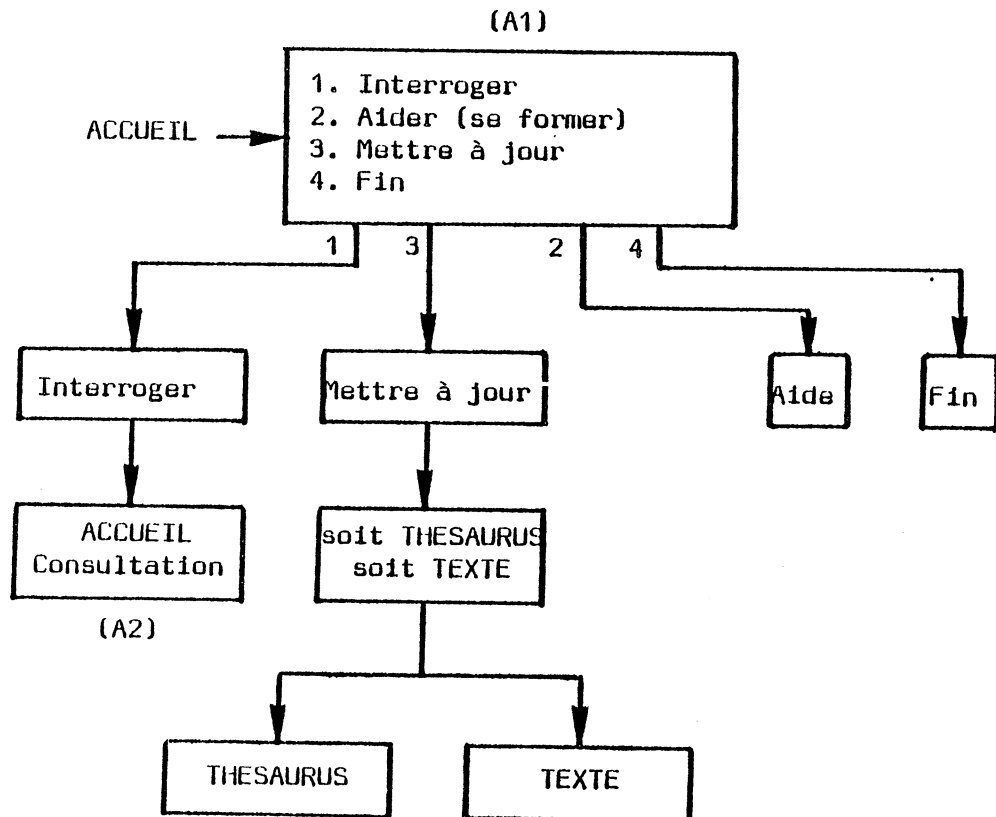 (A1)
1. Interroger
2. Aider (se former)
3. Mettre à jour
4. Fin
ACCUEIL
1 3 2 4
Interroger
Mettre à jour
Aide
Fin
ACCUEIL
Consultation
(A2)
soit THESAURUS
soit TEXTE
THESAURUS
TEXTE